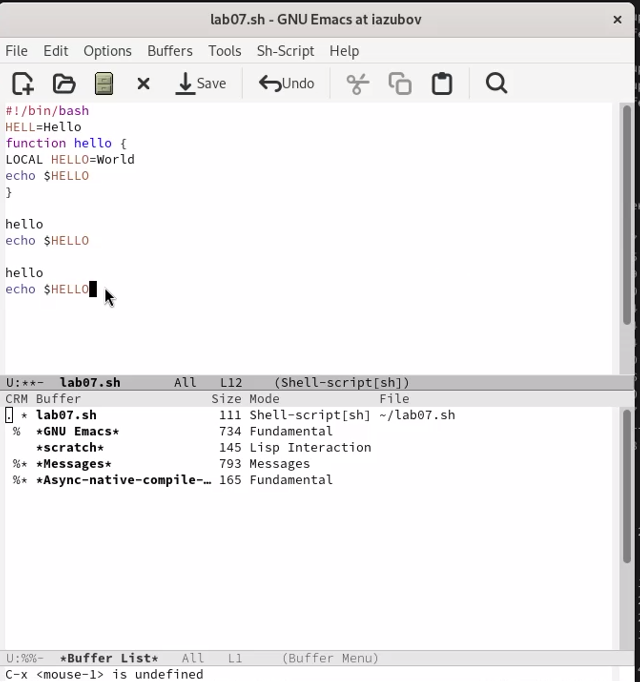 lab07.sh - GNU Emacs at iazubov ×
File Edit Options Buffers Tools Sh-Script Help
Save Undo
#!/bin/bash
HELL=Hello
function hello {
LOCAL HELLO=World
echo $HELLO
}
hello
echo $HELLO
hello
echo $HELLO
U:**- lab07.sh All L12 (Shell-script[sh])
CRM Buffer Size Mode File
. * lab07.sh 111 Shell-script[sh] ~/lab07.sh
% *GNU Emacs* 734 Fundamental
*scratch* 145 Lisp Interaction
%* *Messages* 793 Messages
%* *Async-native-compile-… 165 Fundamental
U:%%- *Buffer List* All L1 (Buffer Menu)
C-x <mouse-1> is undefined